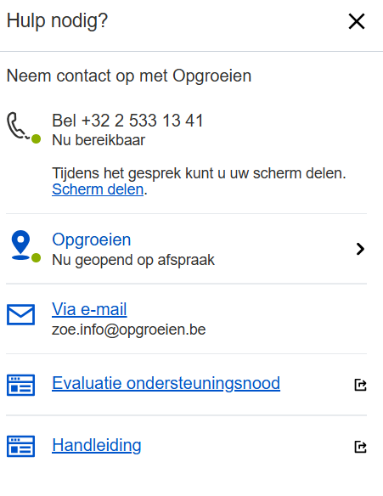 Hulp nodig?
Neem contact op met Opgroeien
Bel +32 2 533 13 41
Nu bereikbaar
Tijdens het gesprek kunt u uw scherm delen.
Scherm delen.
Opgroeien
Nu geopend op afspraak
Via e-mail
zoe.info@opgroeien.be
Evaluatie ondersteuningsnood
Handleiding